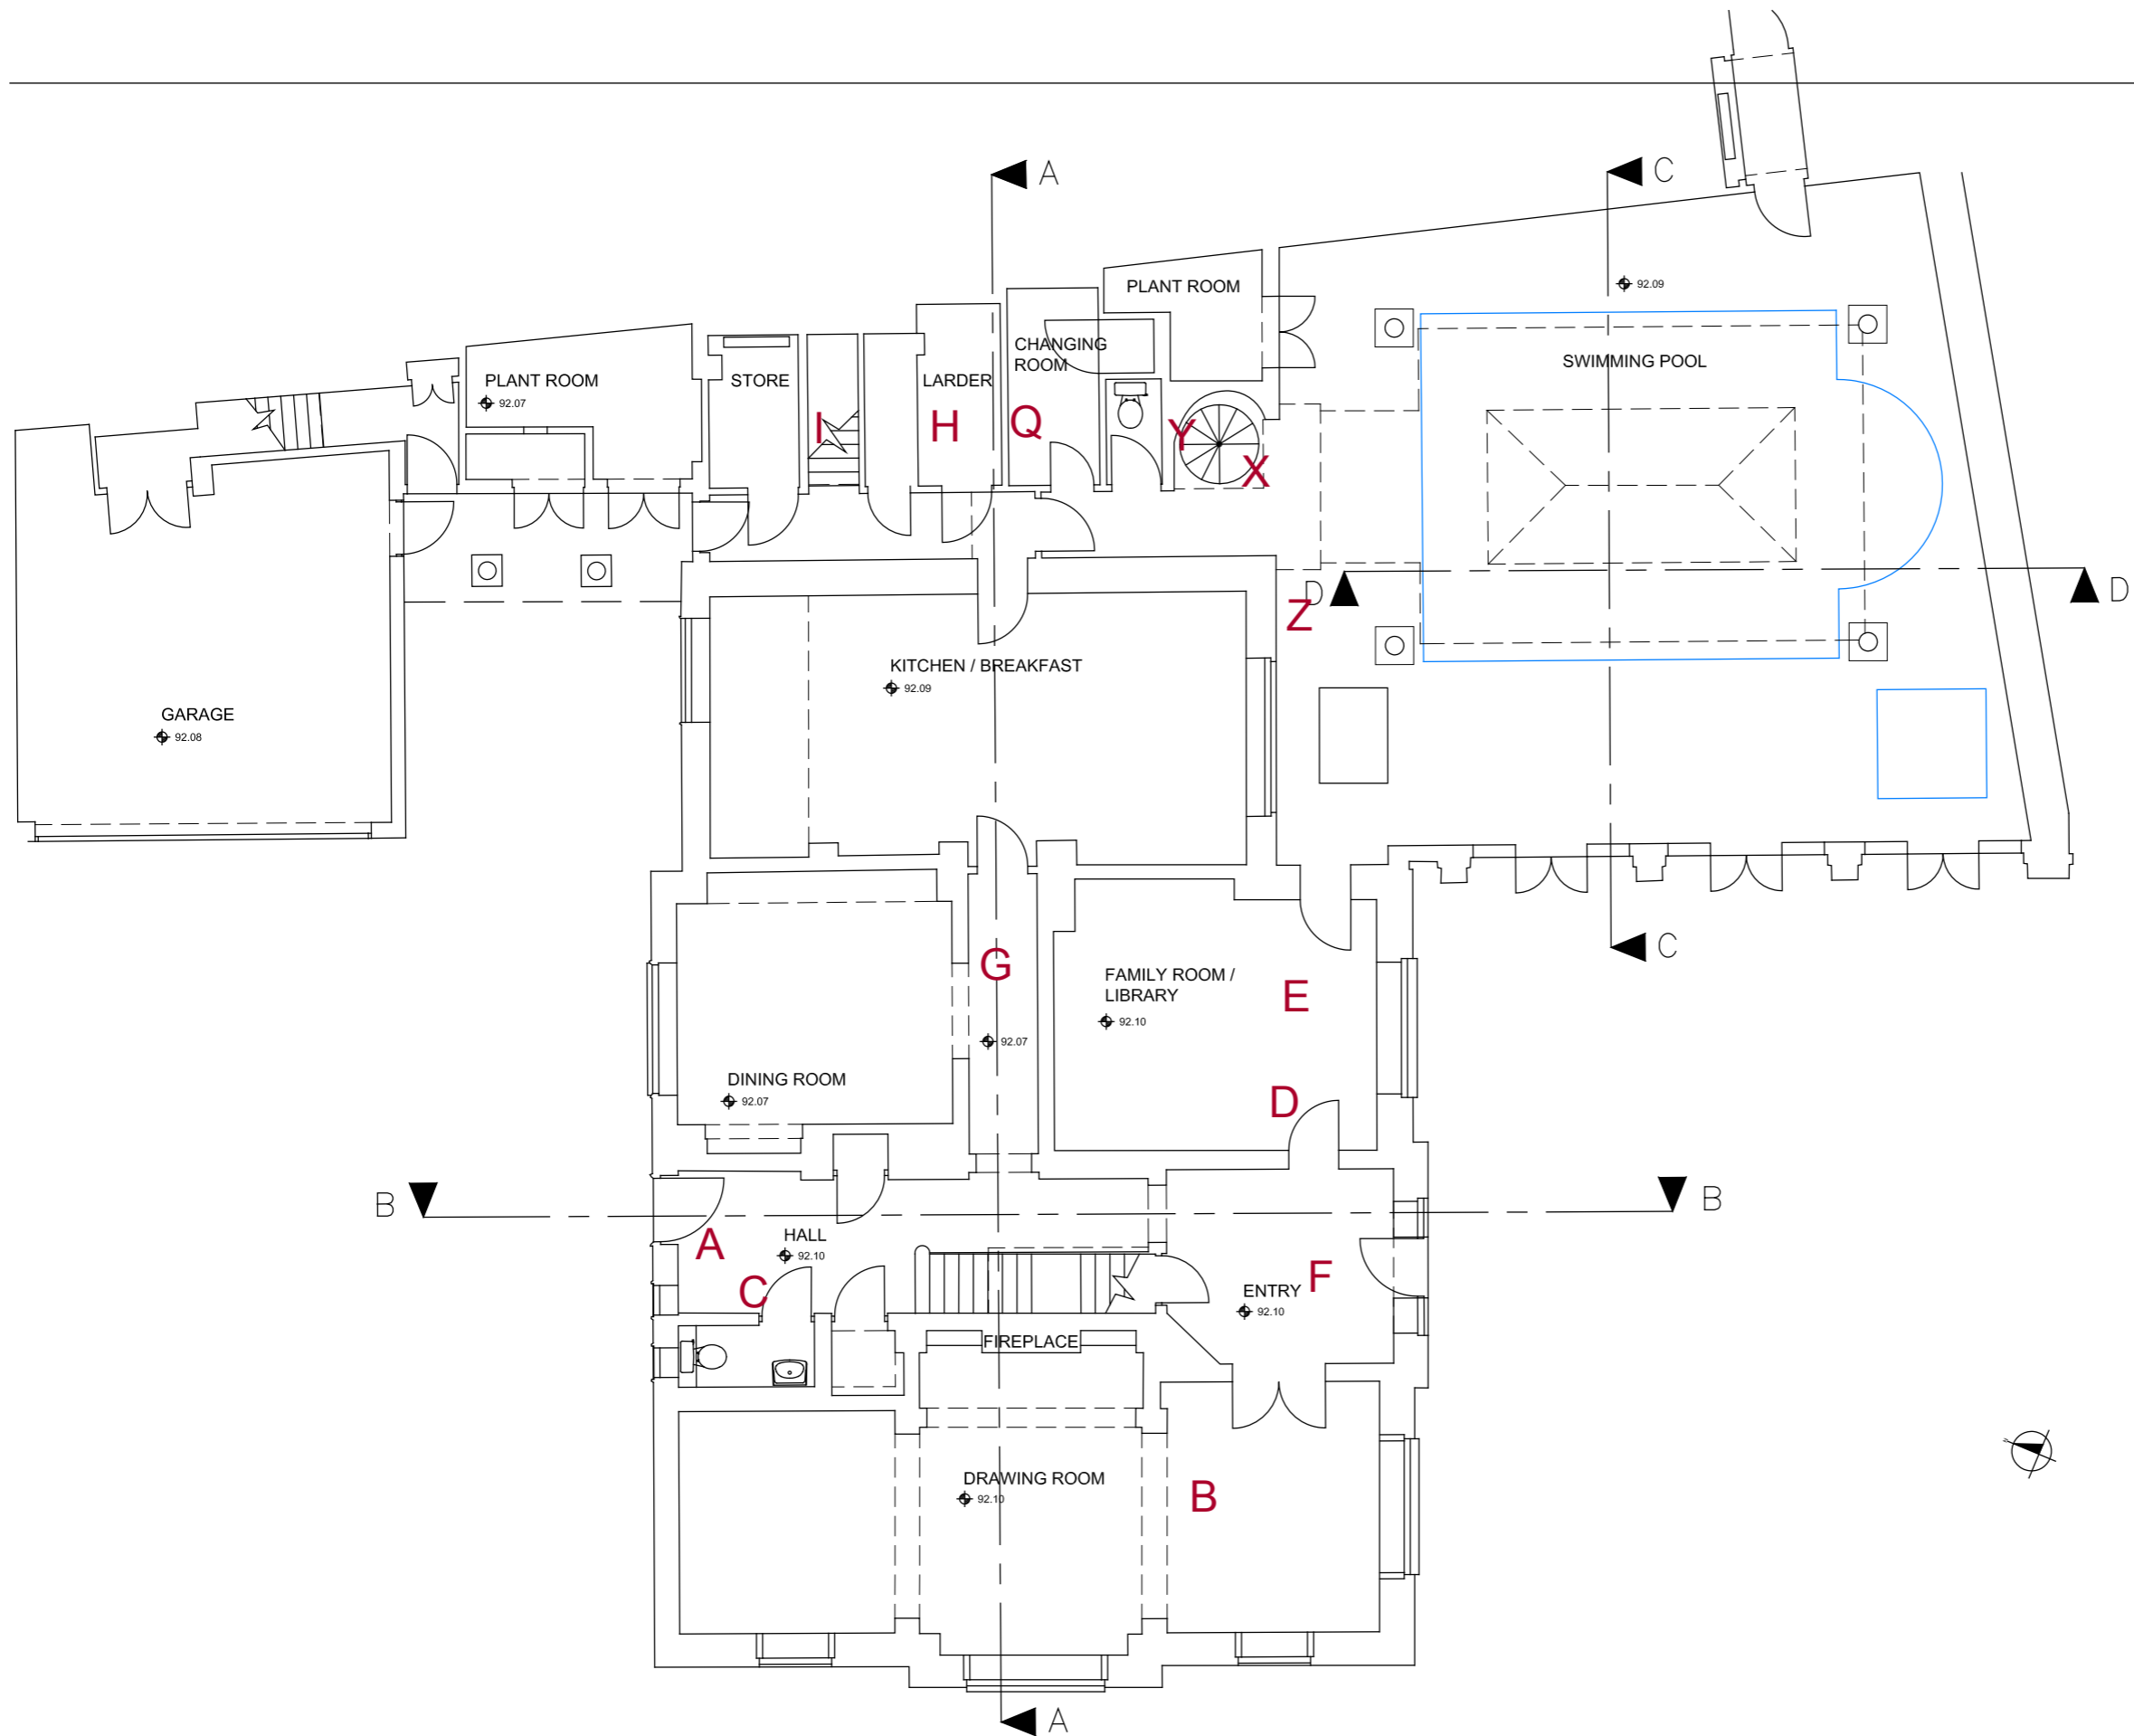 A
C
92.09
PLANT ROOM
CHANGING
ROOM
SWIMMING POOL
PLANT ROOM
92.07
STORE
LARDER
I
H
Q
Y
X
D
D
Z
KITCHEN / BREAKFAST
92.09
GARAGE
92.08
C
G
FAMILY ROOM /
LIBRARY
92.10
E
92.07
DINING ROOM
92.07
D
B
B
A
HALL
92.10
C
ENTRY
92.10
F
FIREPLACE
DRAWING ROOM
92.10
B
A